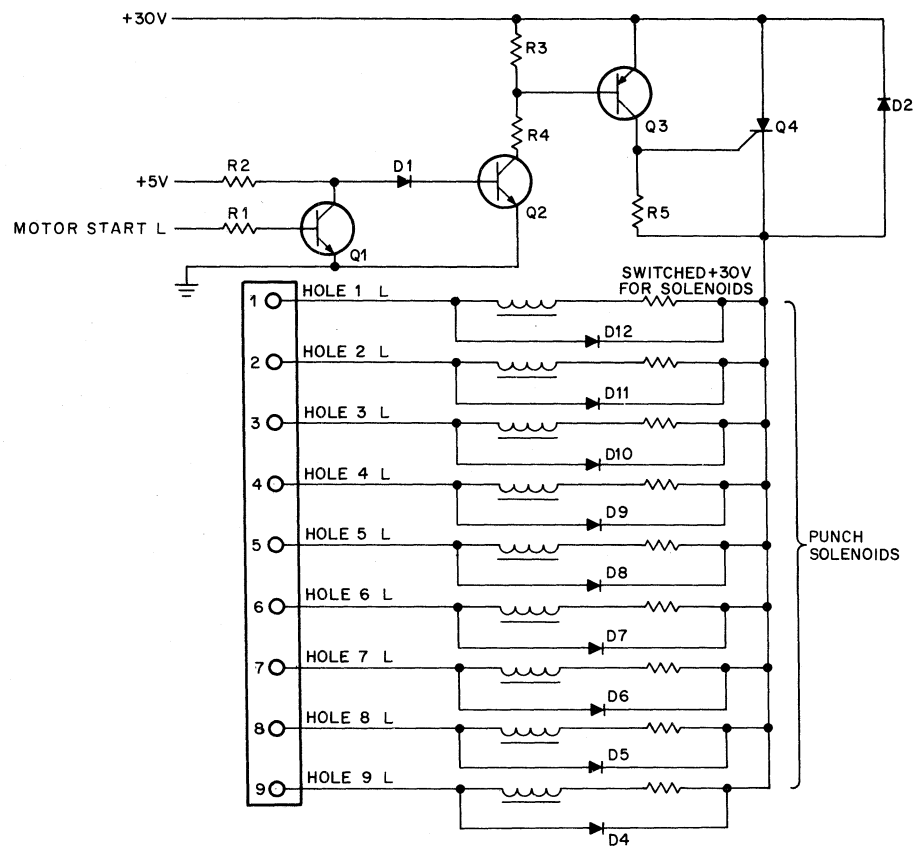 +30V
R3
D2
Q3
Q4
R4
R2
D1
+5V
Q2
R5
R1
MOTOR START L
Q1
SWITCHED +30V
FOR SOLENOIDS
1 HOLE 1 L
D12
2 HOLE 2 L
D11
3 HOLE 3 L
D10
4 HOLE 4 L
D9
5 HOLE 5 L
PUNCH
SOLENOIDS
D8
6 HOLE 6 L
D7
7 HOLE 7 L
D6
8 HOLE 8 L
D5
9 HOLE 9 L
D4